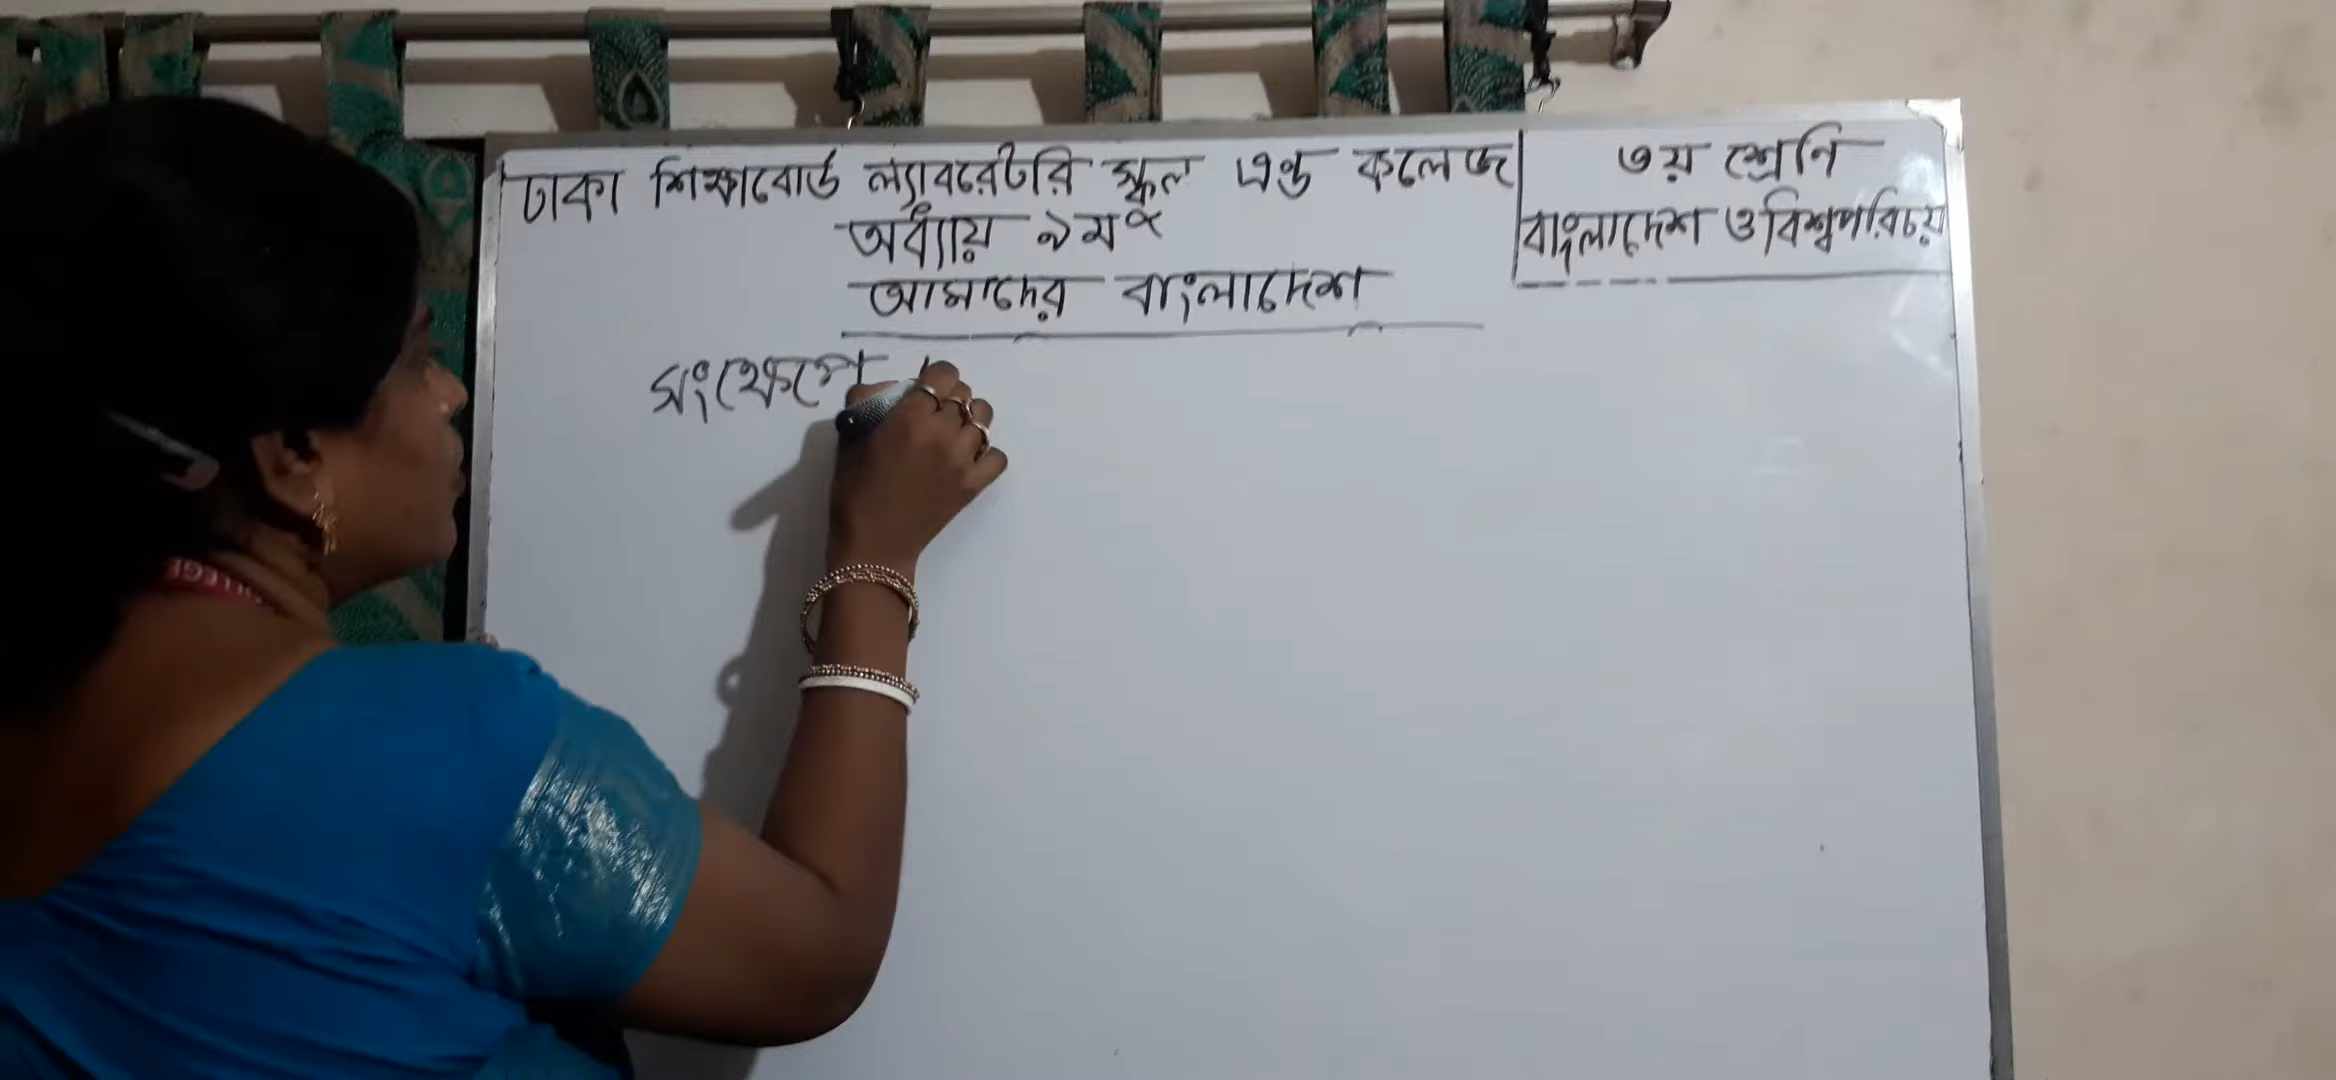 ঢাকা শিক্ষাবোর্ড ল্যাবরেটরি স্কুল এন্ড কলেজ
অধ্যায় ৯ম
আমাদের বাংলাদেশ
৩য় শ্রেনি
বাংলাদেশ ও বিশ্বপরিচয়
সংক্ষেপে